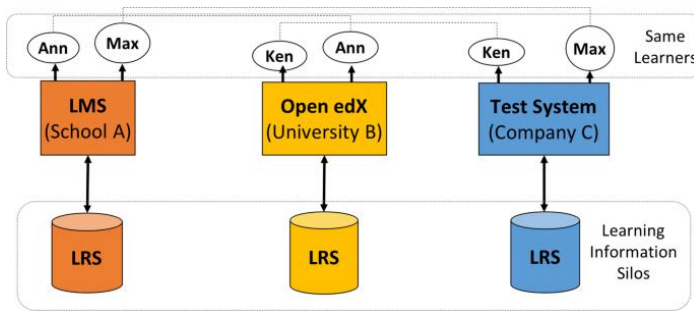 Ann
Max
Ken
Ann
Ken
Max
Same
Learners
LMS
(School A)
Open edX
(University B)
Test System
(Company C)
LRS
LRS
LRS
Learning
Information
Silos